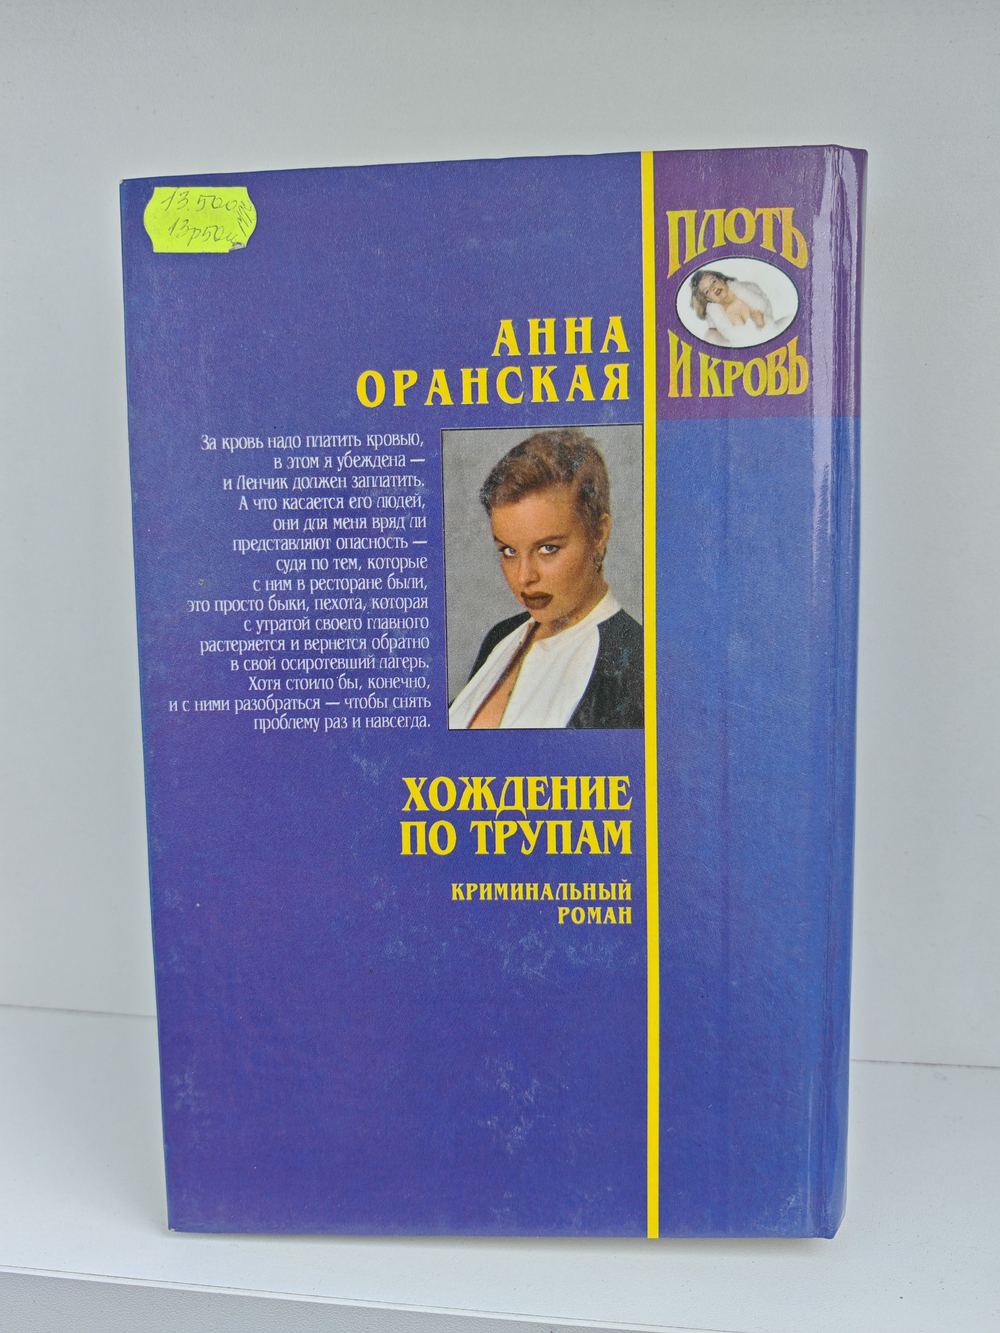 13.500
13р50к
ПЛОТЬ
И КРОВЬ
АННА
ОРАНСКАЯ
За кровь надо платить кровью,
в этом я убеждена —
и Ленчик должен заплатить.
А что касается его людей,
они для меня вряд ли
представляют опасность —
судя по тем, которые
с ним в ресторане были,
это просто быки, пехота, которая
с утратой своего главного
растеряется и вернется обратно
в свой осиротевший лагерь.
Хотя стоило бы, конечно,
и с ними разобраться — чтобы снять
проблему раз и навсегда.
ХОЖДЕНИЕ
ПО ТРУПАМ
КРИМИНАЛЬНЫЙ
РОМАН